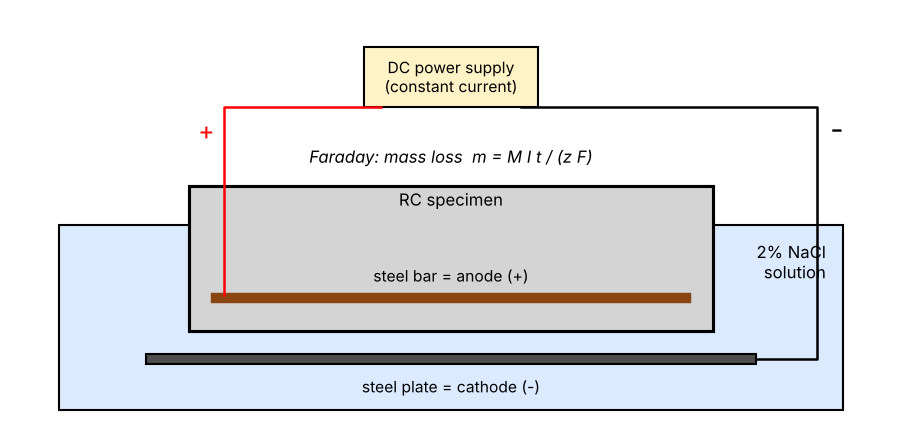 DC power supply
(constant current)
+
-
Faraday: mass loss  m = M I t / (z F)
RC specimen
2% NaCl
solution
steel bar = anode (+)
steel plate = cathode (-)